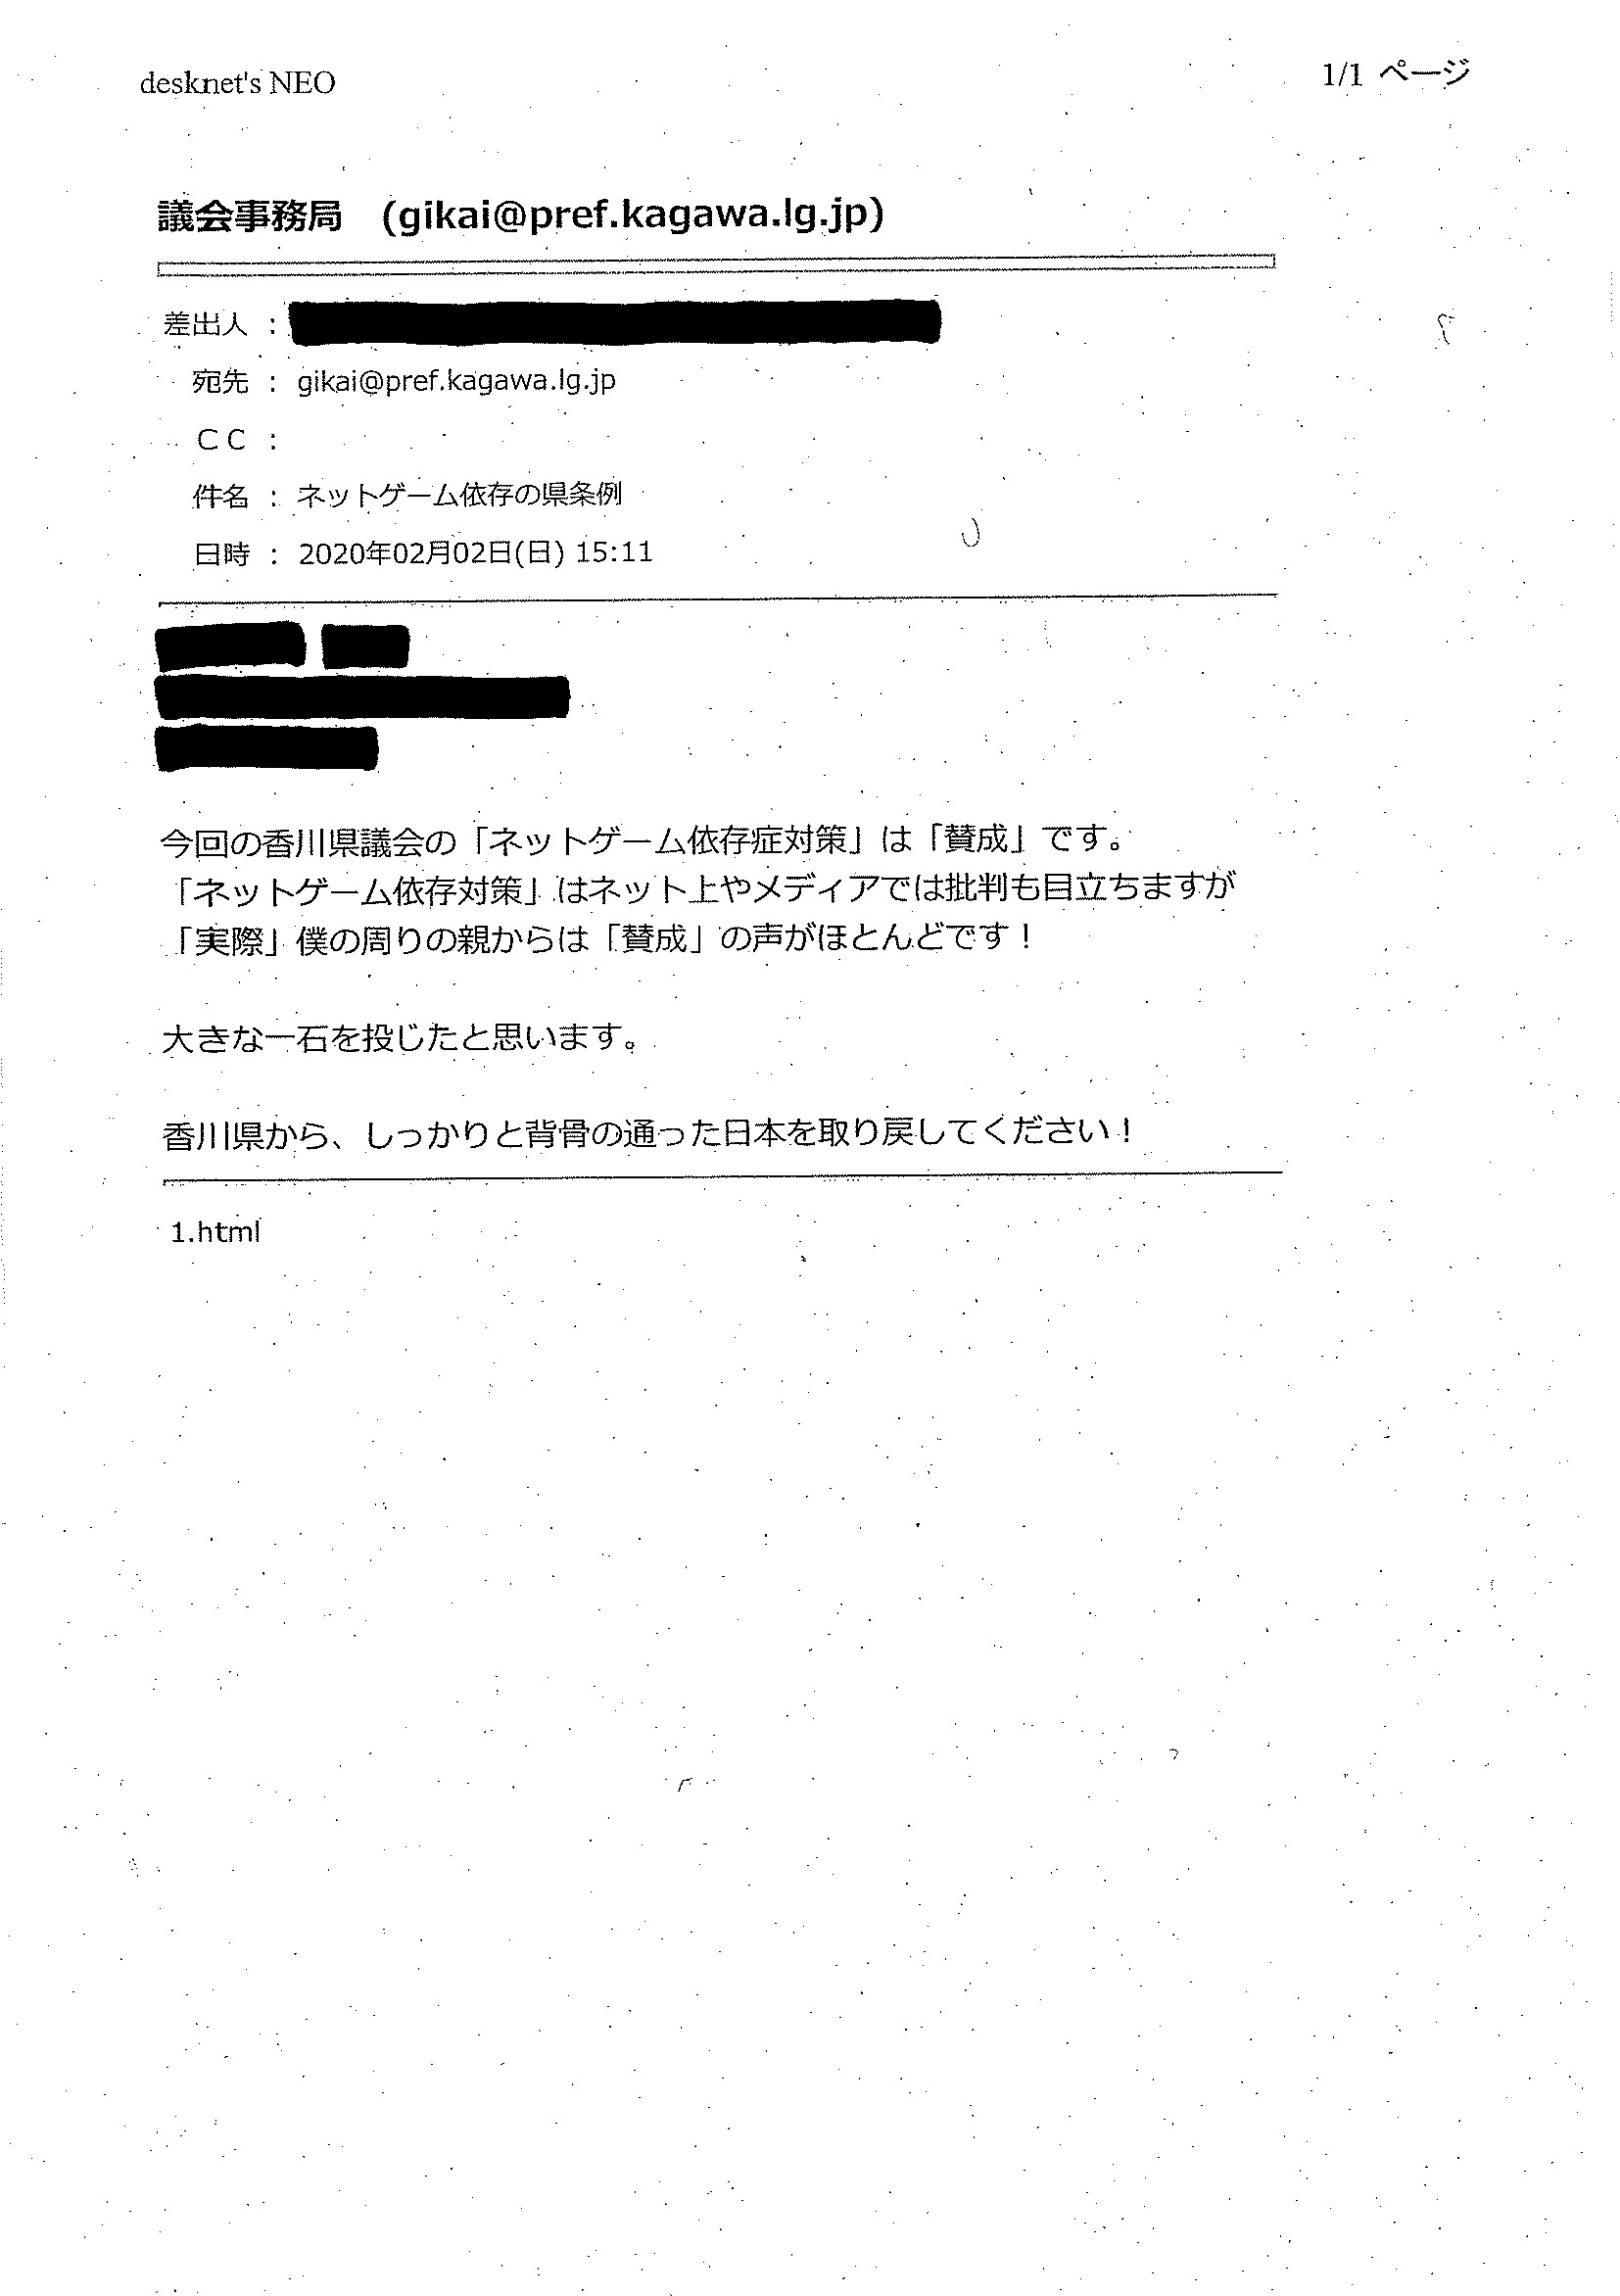 desknet's NEO
1/1 ページ
議会事務局 (gikai@pref.kagawa.lg.jp)
差出人 :
宛先 : gikai@pref.kagawa.lg.jp
ＣＣ :
件名 : ネットゲーム依存の県条例
日時 : 2020年02月02日(日) 15:11
今回の香川県議会の「ネットゲーム依存症対策」は「賛成」です。
「ネットゲーム依存対策」はネット上やメディアでは批判も目立ちますが
「実際」僕の周りの親からは「賛成」の声がほとんどです！
大きな一石を投じたと思います。
香川県から、しっかりと背骨の通った日本を取り戻してください！
1.html